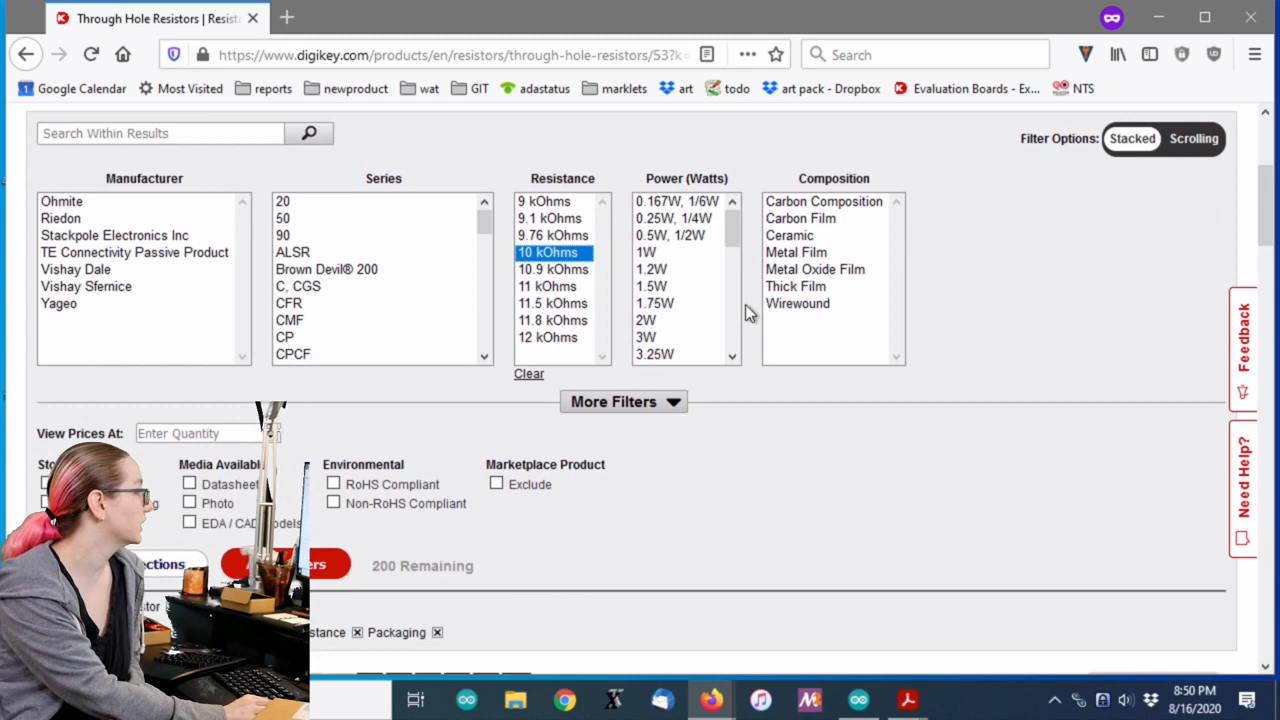 Through Hole Resistors | Resist
https://www.digikey.com/products/en/resistors/through-hole-resistors/53?k=
Search
Google Calendar
Most Visited
reports
newproduct
wat
GIT
adastatus
marklets
art
todo
art pack - Dropbox
Evaluation Boards - Ex...
NTS
Search Within Results
Filter Options:
Stacked
Scrolling
Manufacturer
Ohmite
Riedon
Stackpole Electronics Inc
TE Connectivity Passive Product
Vishay Dale
Vishay Sfernice
Yageo
Series
20
50
90
ALSR
Brown Devil® 200
C, CGS
CFR
CMF
CP
CPCF
Resistance
9 kOhms
9.1 kOhms
9.76 kOhms
10 kOhms
10.9 kOhms
11 kOhms
11.5 kOhms
11.8 kOhms
12 kOhms
Clear
Power (Watts)
0.167W, 1/6W
0.25W, 1/4W
0.5W, 1/2W
1W
1.2W
1.5W
1.75W
2W
3W
3.25W
Composition
Carbon Composition
Carbon Film
Ceramic
Metal Film
Metal Oxide Film
Thick Film
Wirewound
More Filters
View Prices At:
Enter Quantity
Media Availabl
Datasheet
Photo
EDA / CAD Models
Environmental
RoHS Compliant
Non-RoHS Compliant
Marketplace Product
Exclude
200 Remaining
Packaging
Feedback
Need Help?
8:50 PM
8/16/2020